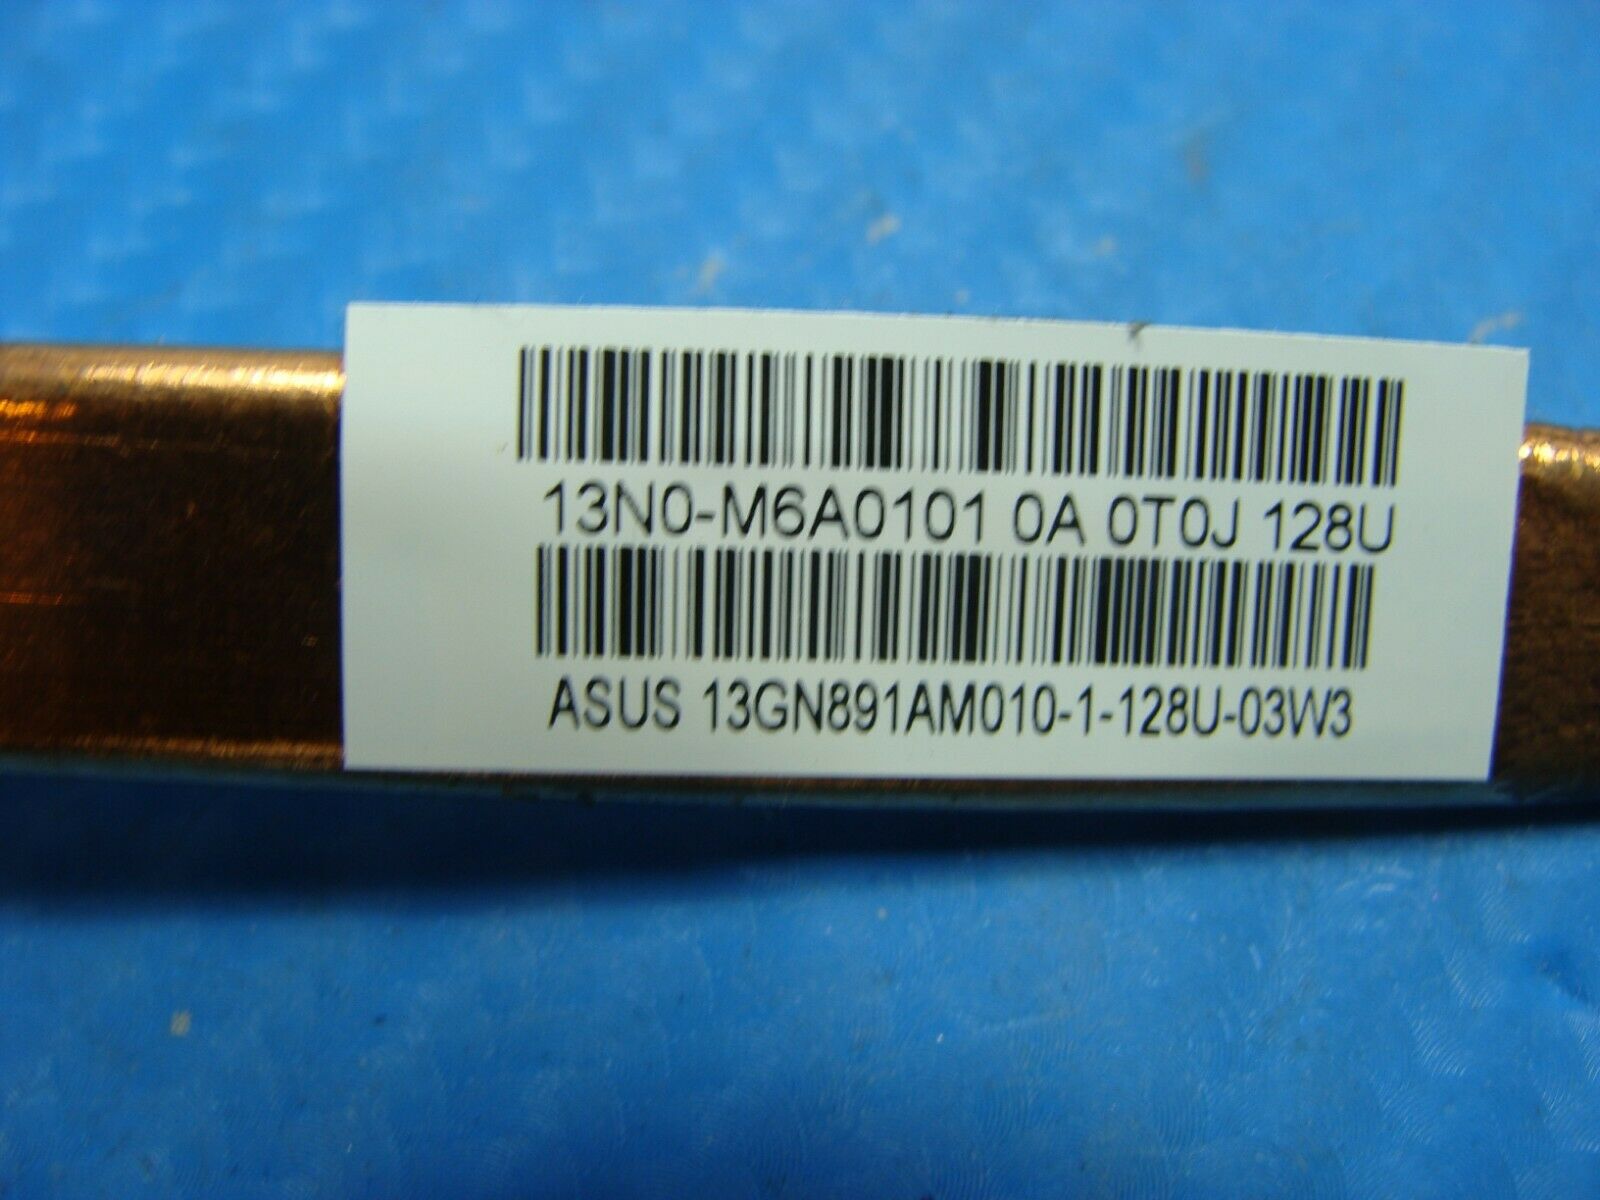 13N0-M6A0101 0A 0T0J 128U
ASUS 13GN891AM010-1-128U-03W3